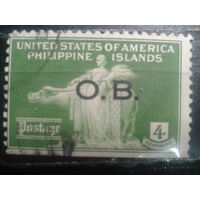 UNITED STATES OF AMERICA
PHILIPPINE ISLANDS
O.B.
Postage
4
CENTAVOS